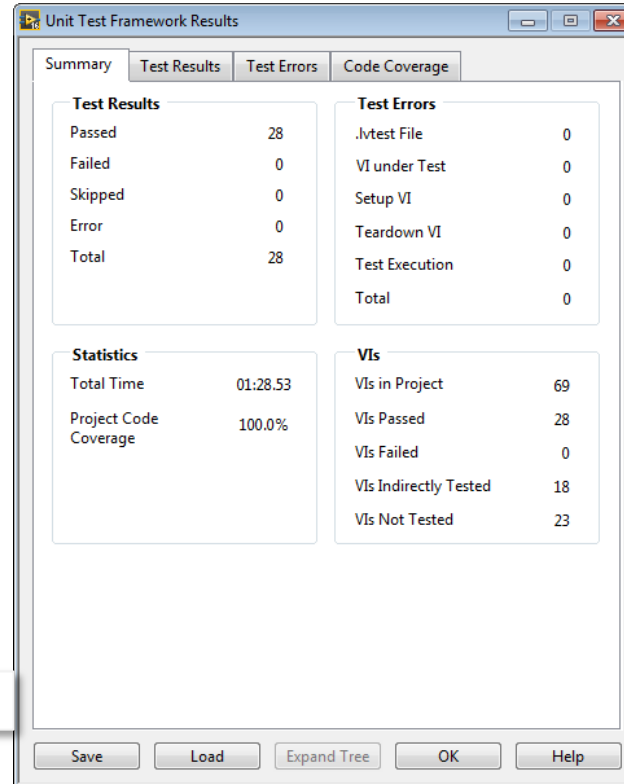 Unit Test Framework Results
Summary Test Results Test Errors Code Coverage
Test Results
Passed 28
Failed 0
Skipped 0
Error 0
Total 28
Test Errors
.lvtest File 0
VI under Test 0
Setup VI 0
Teardown VI 0
Test Execution 0
Total 0
Statistics
Total Time 01:28.53
Project Code 100.0%
Coverage
VIs
VIs in Project 69
VIs Passed 28
VIs Failed 0
VIs Indirectly Tested 18
VIs Not Tested 23
Save Load Expand Tree OK Help